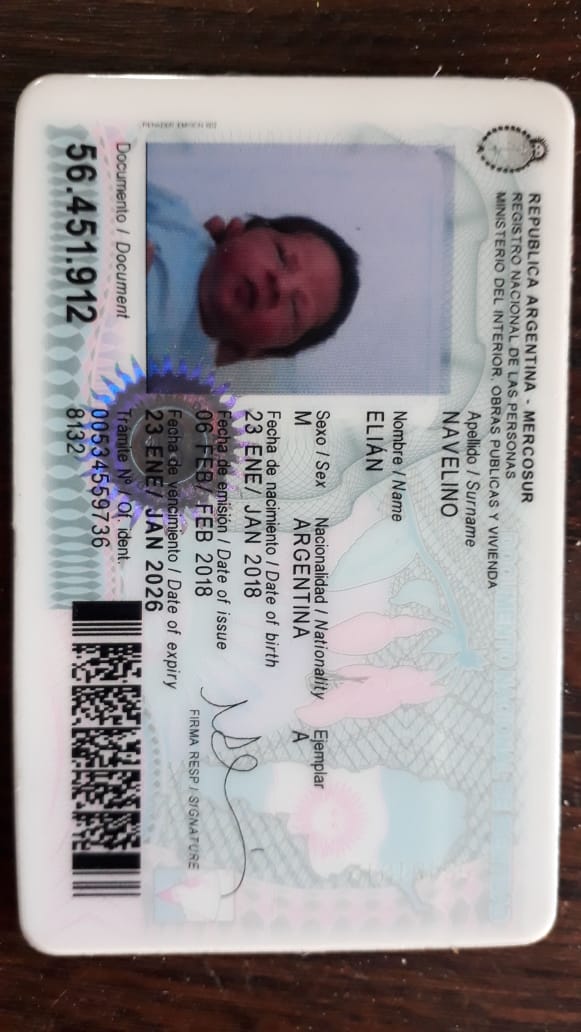 REPUBLICA ARGENTINA - MERCOSUR
REGISTRO NACIONAL DE LAS PERSONAS
MINISTERIO DEL INTERIOR, OBRAS PUBLICAS Y VIVIENDA
Apellido / Surname
NAVELINO
Nombre / Name
ELIÁN
Sexo / Sex Nacionalidad / Nationality Ejemplar
M ARGENTINA A
Fecha de nacimiento / Date of birth
23 ENE/ JAN 2018
Fecha de emisión / Date of issue
06 FEB/ FEB 2018
FIRMA RESP / SIGNATURE
Fecha de vencimiento / Date of expiry
23 ENE/ JAN 2026
Documento / Document
56.451.912
Trámite Nº / Of. ident.
00534559736
8132